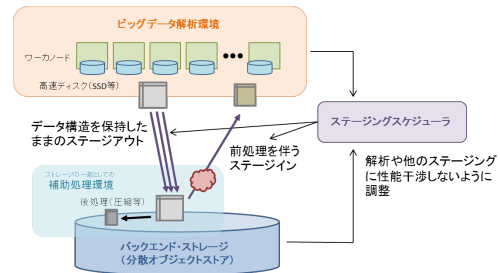 ビッグデータ解析環境
ワーカノード
高速ディスク(SSD等)
データ構造を保持した
ままのステージアウト
前処理を伴う
ステージイン
ステージングスケジューラ
解析や他のステージング
に性能干渉しないように
調整
ストレージの一部としての
補助処理環境
後処理(圧縮等)
バックエンド・ストレージ
(分散オブジェクトストア)